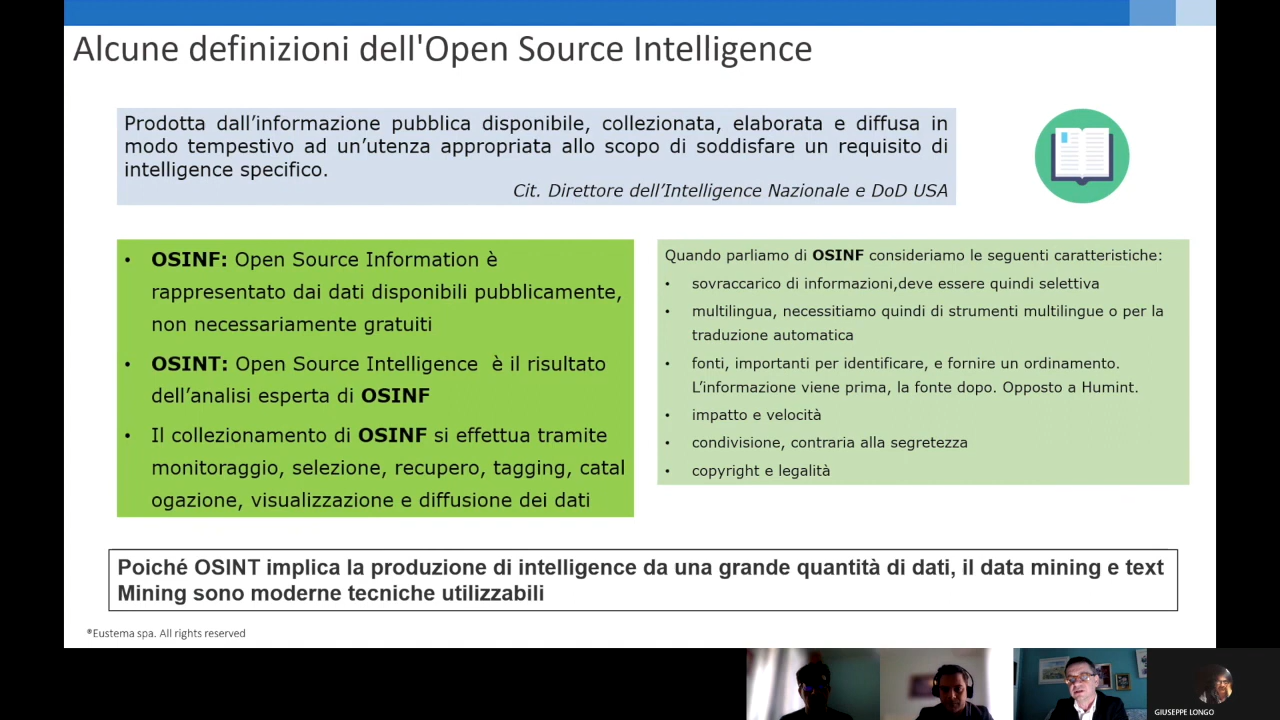 Alcune definizioni dell'Open Source Intelligence
Prodotta dall’informazione pubblica disponibile, collezionata, elaborata e diffusa in
modo tempestivo ad un’utenza appropriata allo scopo di soddisfare un requisito di
intelligence specifico.
Cit. Direttore dell’Intelligence Nazionale e DoD USA
• OSINF: Open Source Information è
rappresentato dai dati disponibili pubblicamente,
non necessariamente gratuiti
• OSINT: Open Source Intelligence è il risultato
dell’analisi esperta di OSINF
• Il collezionamento di OSINF si effettua tramite
monitoraggio, selezione, recupero, tagging, catal
ogazione, visualizzazione e diffusione dei dati
Quando parliamo di OSINF consideriamo le seguenti caratteristiche:
• sovraccarico di informazioni,deve essere quindi selettiva
• multilingua, necessitiamo quindi di strumenti multilingue o per la
traduzione automatica
• fonti, importanti per identificare, e fornire un ordinamento.
L’informazione viene prima, la fonte dopo. Opposto a Humint.
• impatto e velocità
• condivisione, contraria alla segretezza
• copyright e legalità
Poiché OSINT implica la produzione di intelligence da una grande quantità di dati, il data mining e text
Mining sono moderne tecniche utilizzabili
®Eustema spa. All rights reserved
GIUSEPPE LONGO